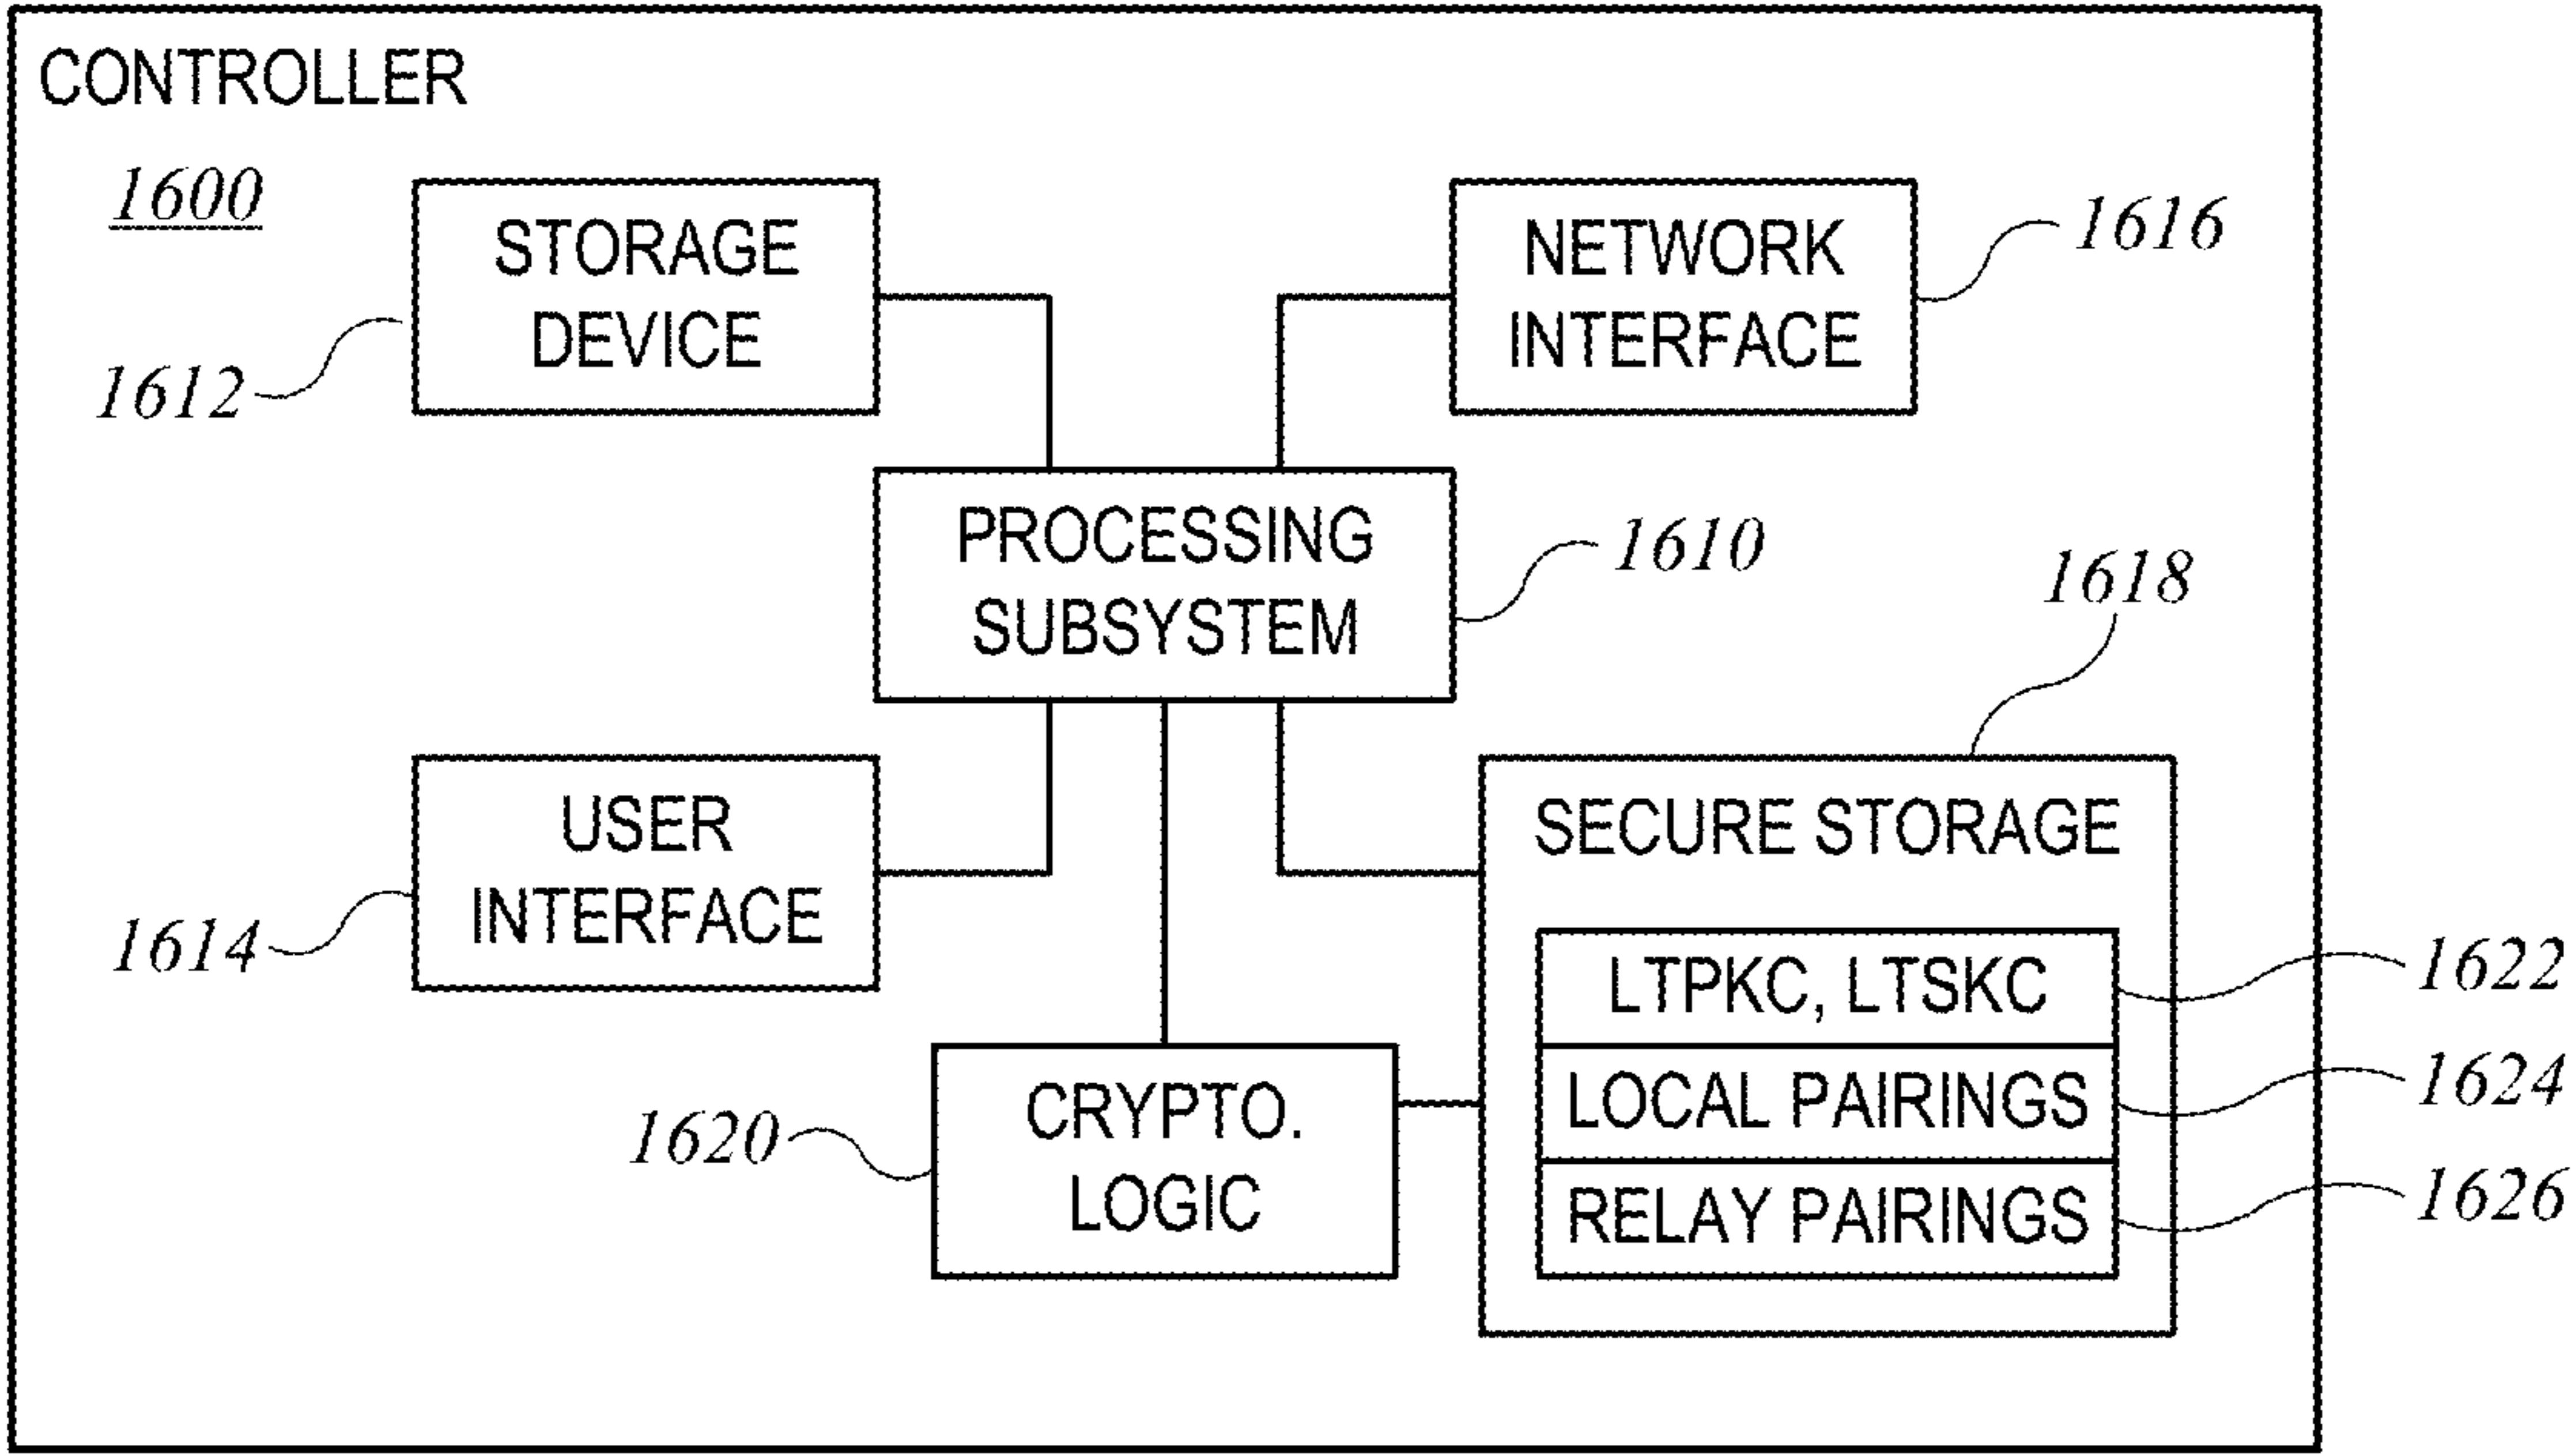 CONTROLLER
1600
STORAGE
DEVICE
1612
NETWORK
INTERFACE
1616
PROCESSING
SUBSYSTEM
1610
1618
USER
INTERFACE
1614
SECURE STORAGE
LTPKC, LTSKC
1622
LOCAL PAIRINGS
1624
RELAY PAIRINGS
1626
CRYPTO.
LOGIC
1620